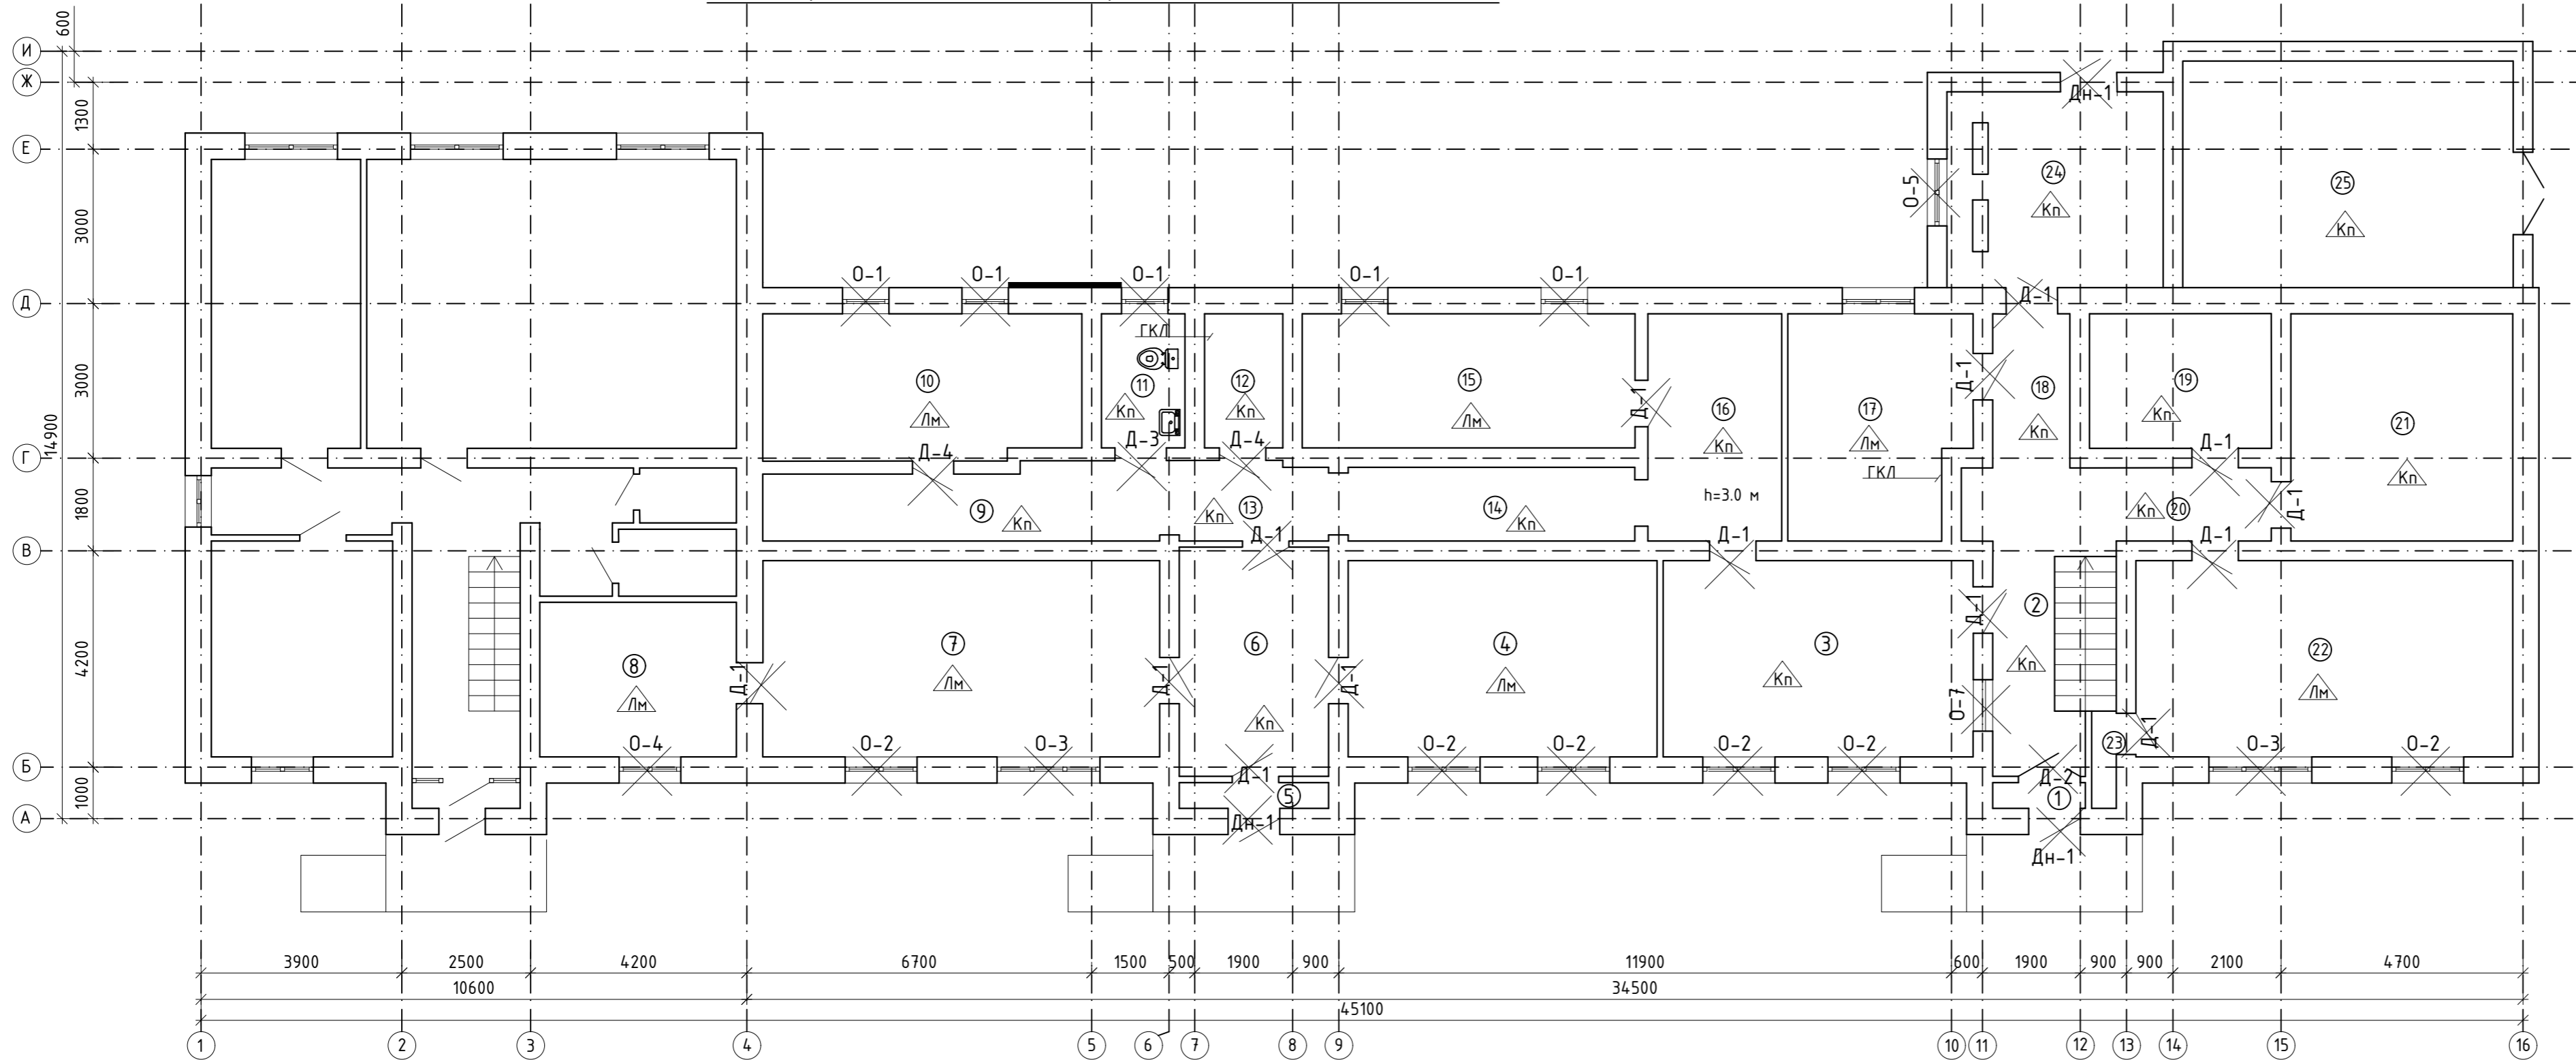 600
И
Ж
Дн-1
1300
Е
24
25
О-5
Кп
Кп
3000
О-1
О-1
О-1
О-1
О-1
Д-1
Д
ГКЛ
3000
10
11
12
15
16
17
Д-1
18
19
21
Лм
Кп
Кп
Лм
Д-1
Кп
Лм
Кп
Кп
Кп
14900
Д-4
Д-3
Д-4
Д-1
Г
ГКЛ
1800
9
Кп
Кп
13
14
Кп
h=3.0 м
Кп
20
Д-1
Д-1
Д-1
Д-1
В
4200
8
7
6
4
3
Д-1
2
22
Лм
Д-1
Лм
Д-1
Кп
Д-1
Лм
Кп
О-7
Кп
Лм
О-4
О-2
О-3
О-2
О-2
О-2
О-2
23
Д-1
О-3
О-2
Б
Д-1
Д-2
1000
5
1
А
Дн-1
Дн-1
3900
2500
4200
6700
1500
500
1900
900
11900
600
1900
900
900
2100
4700
10600
34500
45100
1
2
3
4
5
6
7
8
9
10
11
12
13
14
15
16